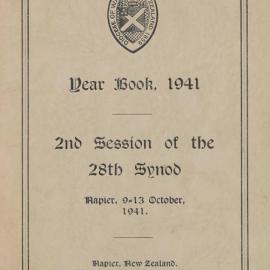 Year Book, 1941
2nd Session of the
28th Synod
Napier, 9-13 October,
1941.
Napier, New Zealand.